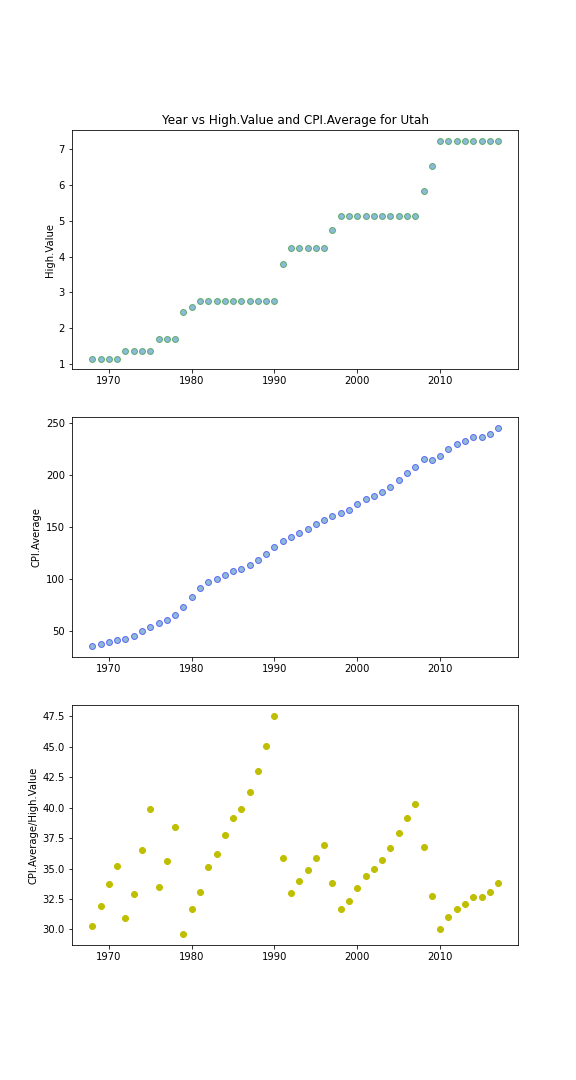 Year vs High.Value and CPI.Average for Utah
7
6
5
4
3
2
1
High.Value
1970 1980 1990 2000 2010
250
200
150
100
50
CPI.Average
1970 1980 1990 2000 2010
47.5
45.0
42.5
40.0
37.5
35.0
32.5
30.0
CPI.Average/High.Value
1970 1980 1990 2000 2010